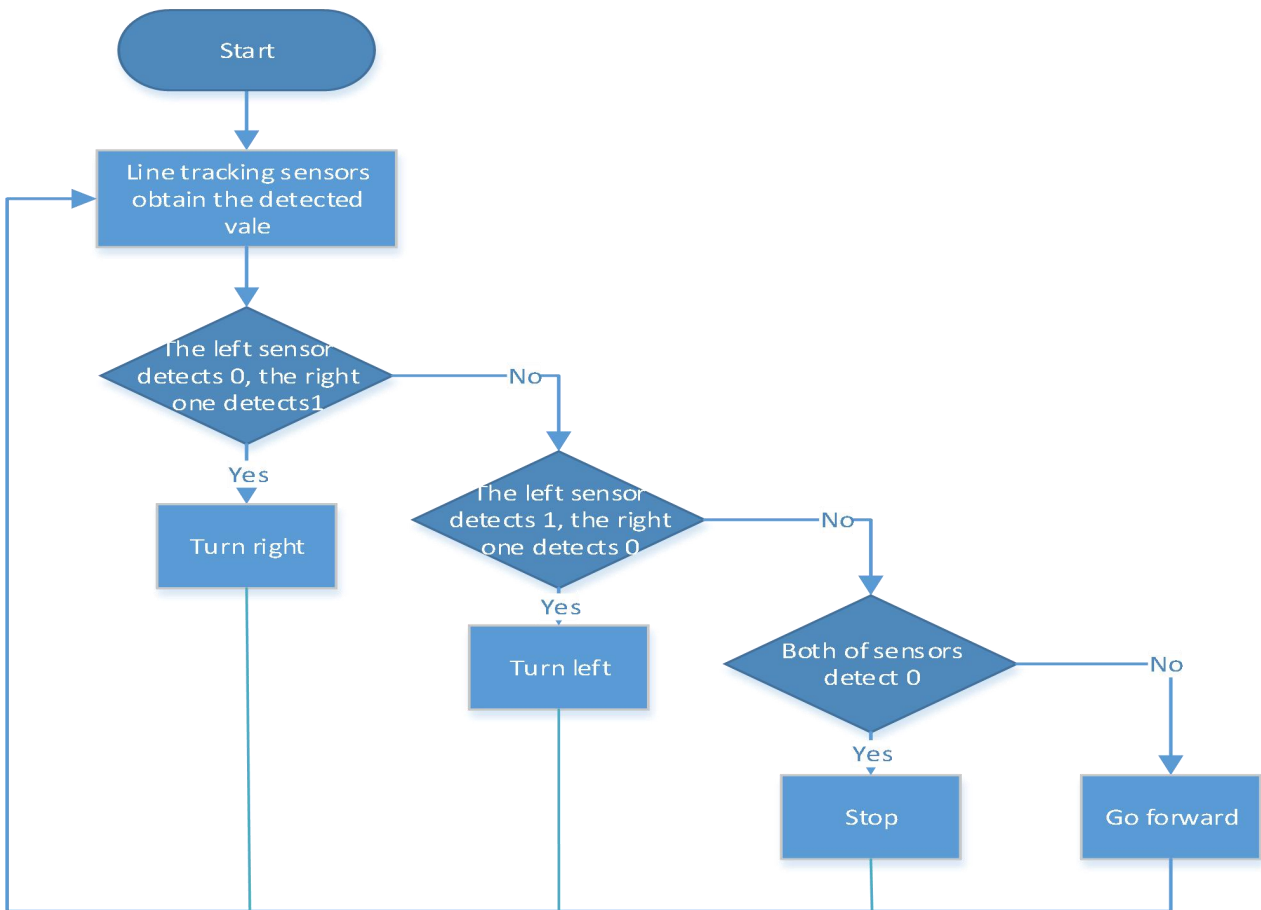 Start
Line tracking sensors
obtain the detected
vale
The left sensor
detects 0, the right
one detects1
No
Yes
Turn right
The left sensor
detects 1, the right
one detects 0
No
Yes
Turn left
Both of sensors
detect 0
No
Yes
Stop
Go forward